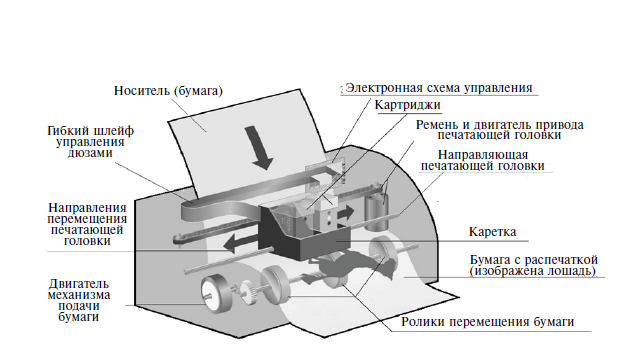 Носитель (бумага)
Гибкий шлейф
управления
дюзами
Направления
перемещения
печатающей
головки
Двигатель
механизма
подачи
бумаги
Электронная схема управления
Картриджи
Ремень и двигатель привода
печатающей головки
Направляющая
печатающей головки
Каретка
Бумага с распечаткой
(изображена лошадь)
Ролики перемещения бумаги